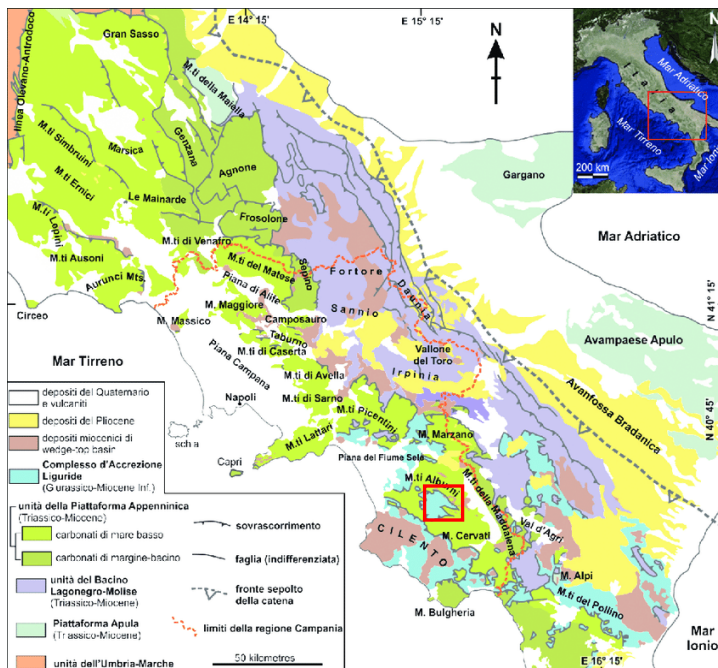 E 14° 15'
E 15° 15'
N
Gran Sasso
linea Olevano-Antrodoco
M.ti della Maiella
Italia
Mar Adriatico
Mar Tirreno
Mar Ionio
200 km
M.ti Simbruini
Marsica
Genzana
Agnone
Gargano
M.ti Ernici
Le Mainarde
Frosolone
Mar Adriatico
M.ti Lepini
M.ti Ausoni
M.ti di Venafro
M.ti del Matese
Sepino
Fortore
Daunia
Aurunci Mts.
Piana di Alife
N 41° 15'
Circeo
M. Massico
M. Maggiore
Camposauro
Sannio
Taburno
Avampaese Apulo
Mar Tirreno
Piana Campana
M.ti di Caserta
Vallone
del Toro
Irpinia
Avanfossa Bradanica
M.ti di Avella
Napoli
M.ti di Sarno
M.ti Picentini
N 40° 45'
schia
M.ti Lattari
M. Marzano
Capri
Piana del Fiume Sele
M.ti Alburni
M.ti della Maddalena
Val d'Agri
CILENTO
M. Cervati
M. Alpi
M.ti del Pollino
M. Bulgheria
Mar
Ionio
E 16° 15'
depositi del Quaternario
e vulcaniti
depositi del Pliocene
depositi miocenici di
wedge-top basin
Complesso d'Accrezione
Liguride
(Giurassico-Miocene Inf.)
unità della Piattaforma Appenninica
(Triassico-Miocene)
carbonati di mare basso
carbonati di margine-bacino
unità del Bacino
Lagonegro-Molise
(Triassico-Miocene)
Piattaforma Apula
(Triassico-Miocene)
unità dell'Umbria-Marche
sovrascorrimento
faglia (indifferenziata)
fronte sepolto
della catena
limiti della regione Campania
50 kilometres